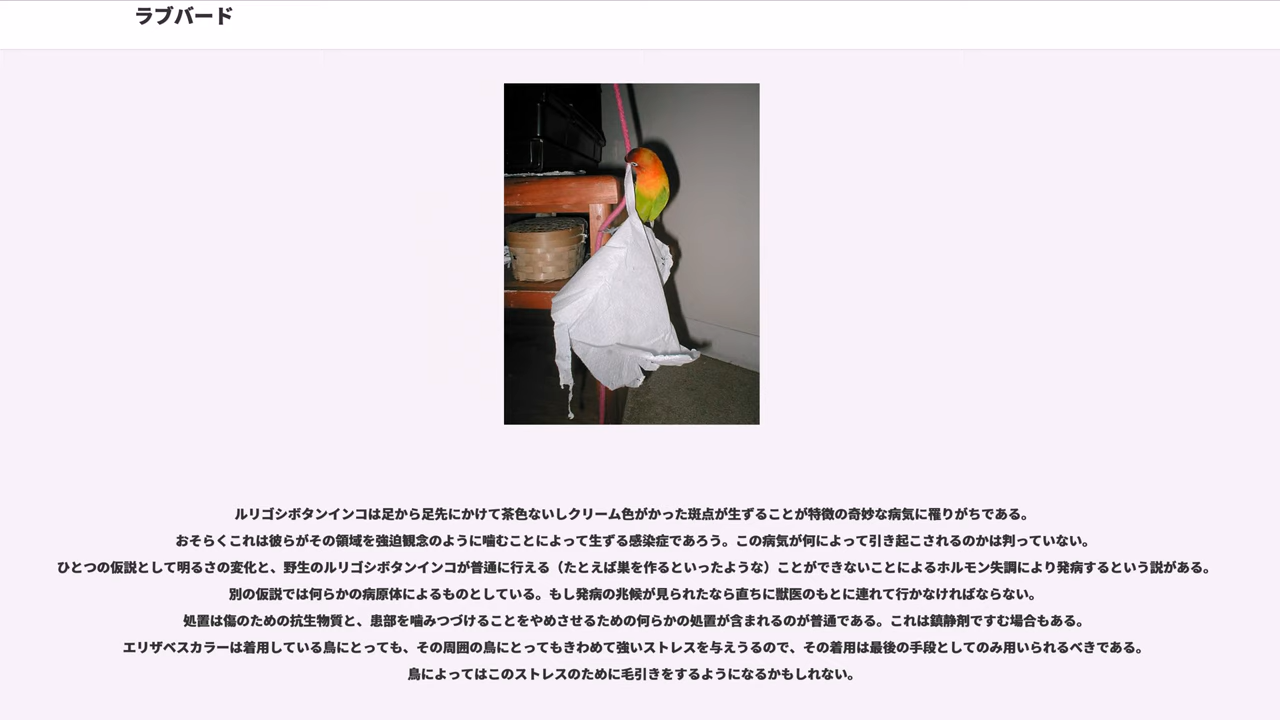 ラブバード
ルリゴシボタンインコは足から足先にかけて茶色ないしクリーム色がかった斑点が生ずることが特徴の奇妙な病気に罹りがちである。
おそらくこれは彼らがその領域を強迫観念のように噛むことによって生ずる感染症であろう。この病気が何によって引き起こされるのかは判っていない。
ひとつの仮説として明るさの変化と、野生のルリゴシボタンインコが普通に行える（たとえば巣を作るといったような）ことができないことによるホルモン失調により発病するという説がある。
別の仮説では何らかの病原体によるものとしている。もし発病の兆候が見られたなら直ちに獣医のもとに連れて行かなければならない。
処置は傷のための抗生物質と、患部を噛みつづけることをやめさせるための何らかの処置が含まれるのが普通である。これは鎮静剤ですむ場合もある。
エリザベスカラーは着用している鳥にとっても、その周囲の鳥にとってもきわめて強いストレスを与えうるので、その着用は最後の手段としてのみ用いられるべきである。
鳥によってはこのストレスのために毛引きをするようになるかもしれない。